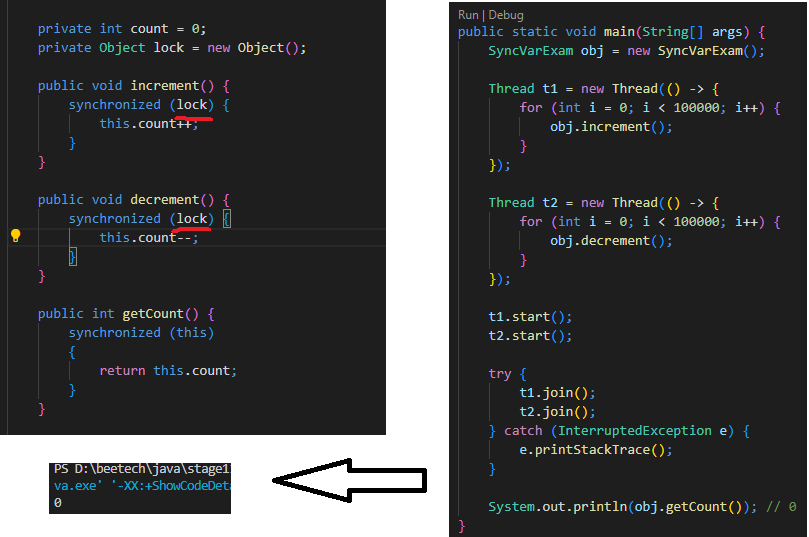 private int count = 0;
private Object lock = new Object();
public void increment() {
synchronized (lock) {
this.count++;
}
}
public void decrement() {
synchronized (lock) {
this.count--;
}
}
public int getCount() {
synchronized (this)
{
return this.count;
}
}
Run | Debug
public static void main(String[] args) {
SyncVarExam obj = new SyncVarExam();
Thread t1 = new Thread(() -> {
for (int i = 0; i < 100000; i++) {
obj.increment();
}
});
Thread t2 = new Thread(() -> {
for (int i = 0; i < 100000; i++) {
obj.decrement();
}
});
t1.start();
t2.start();
try {
t1.join();
t2.join();
} catch (InterruptedException e) {
e.printStackTrace();
}
System.out.println(obj.getCount()); // 0
}
PS D:\beetech\java\stage1
va.exe' '-XX:+ShowCodeDeta
0